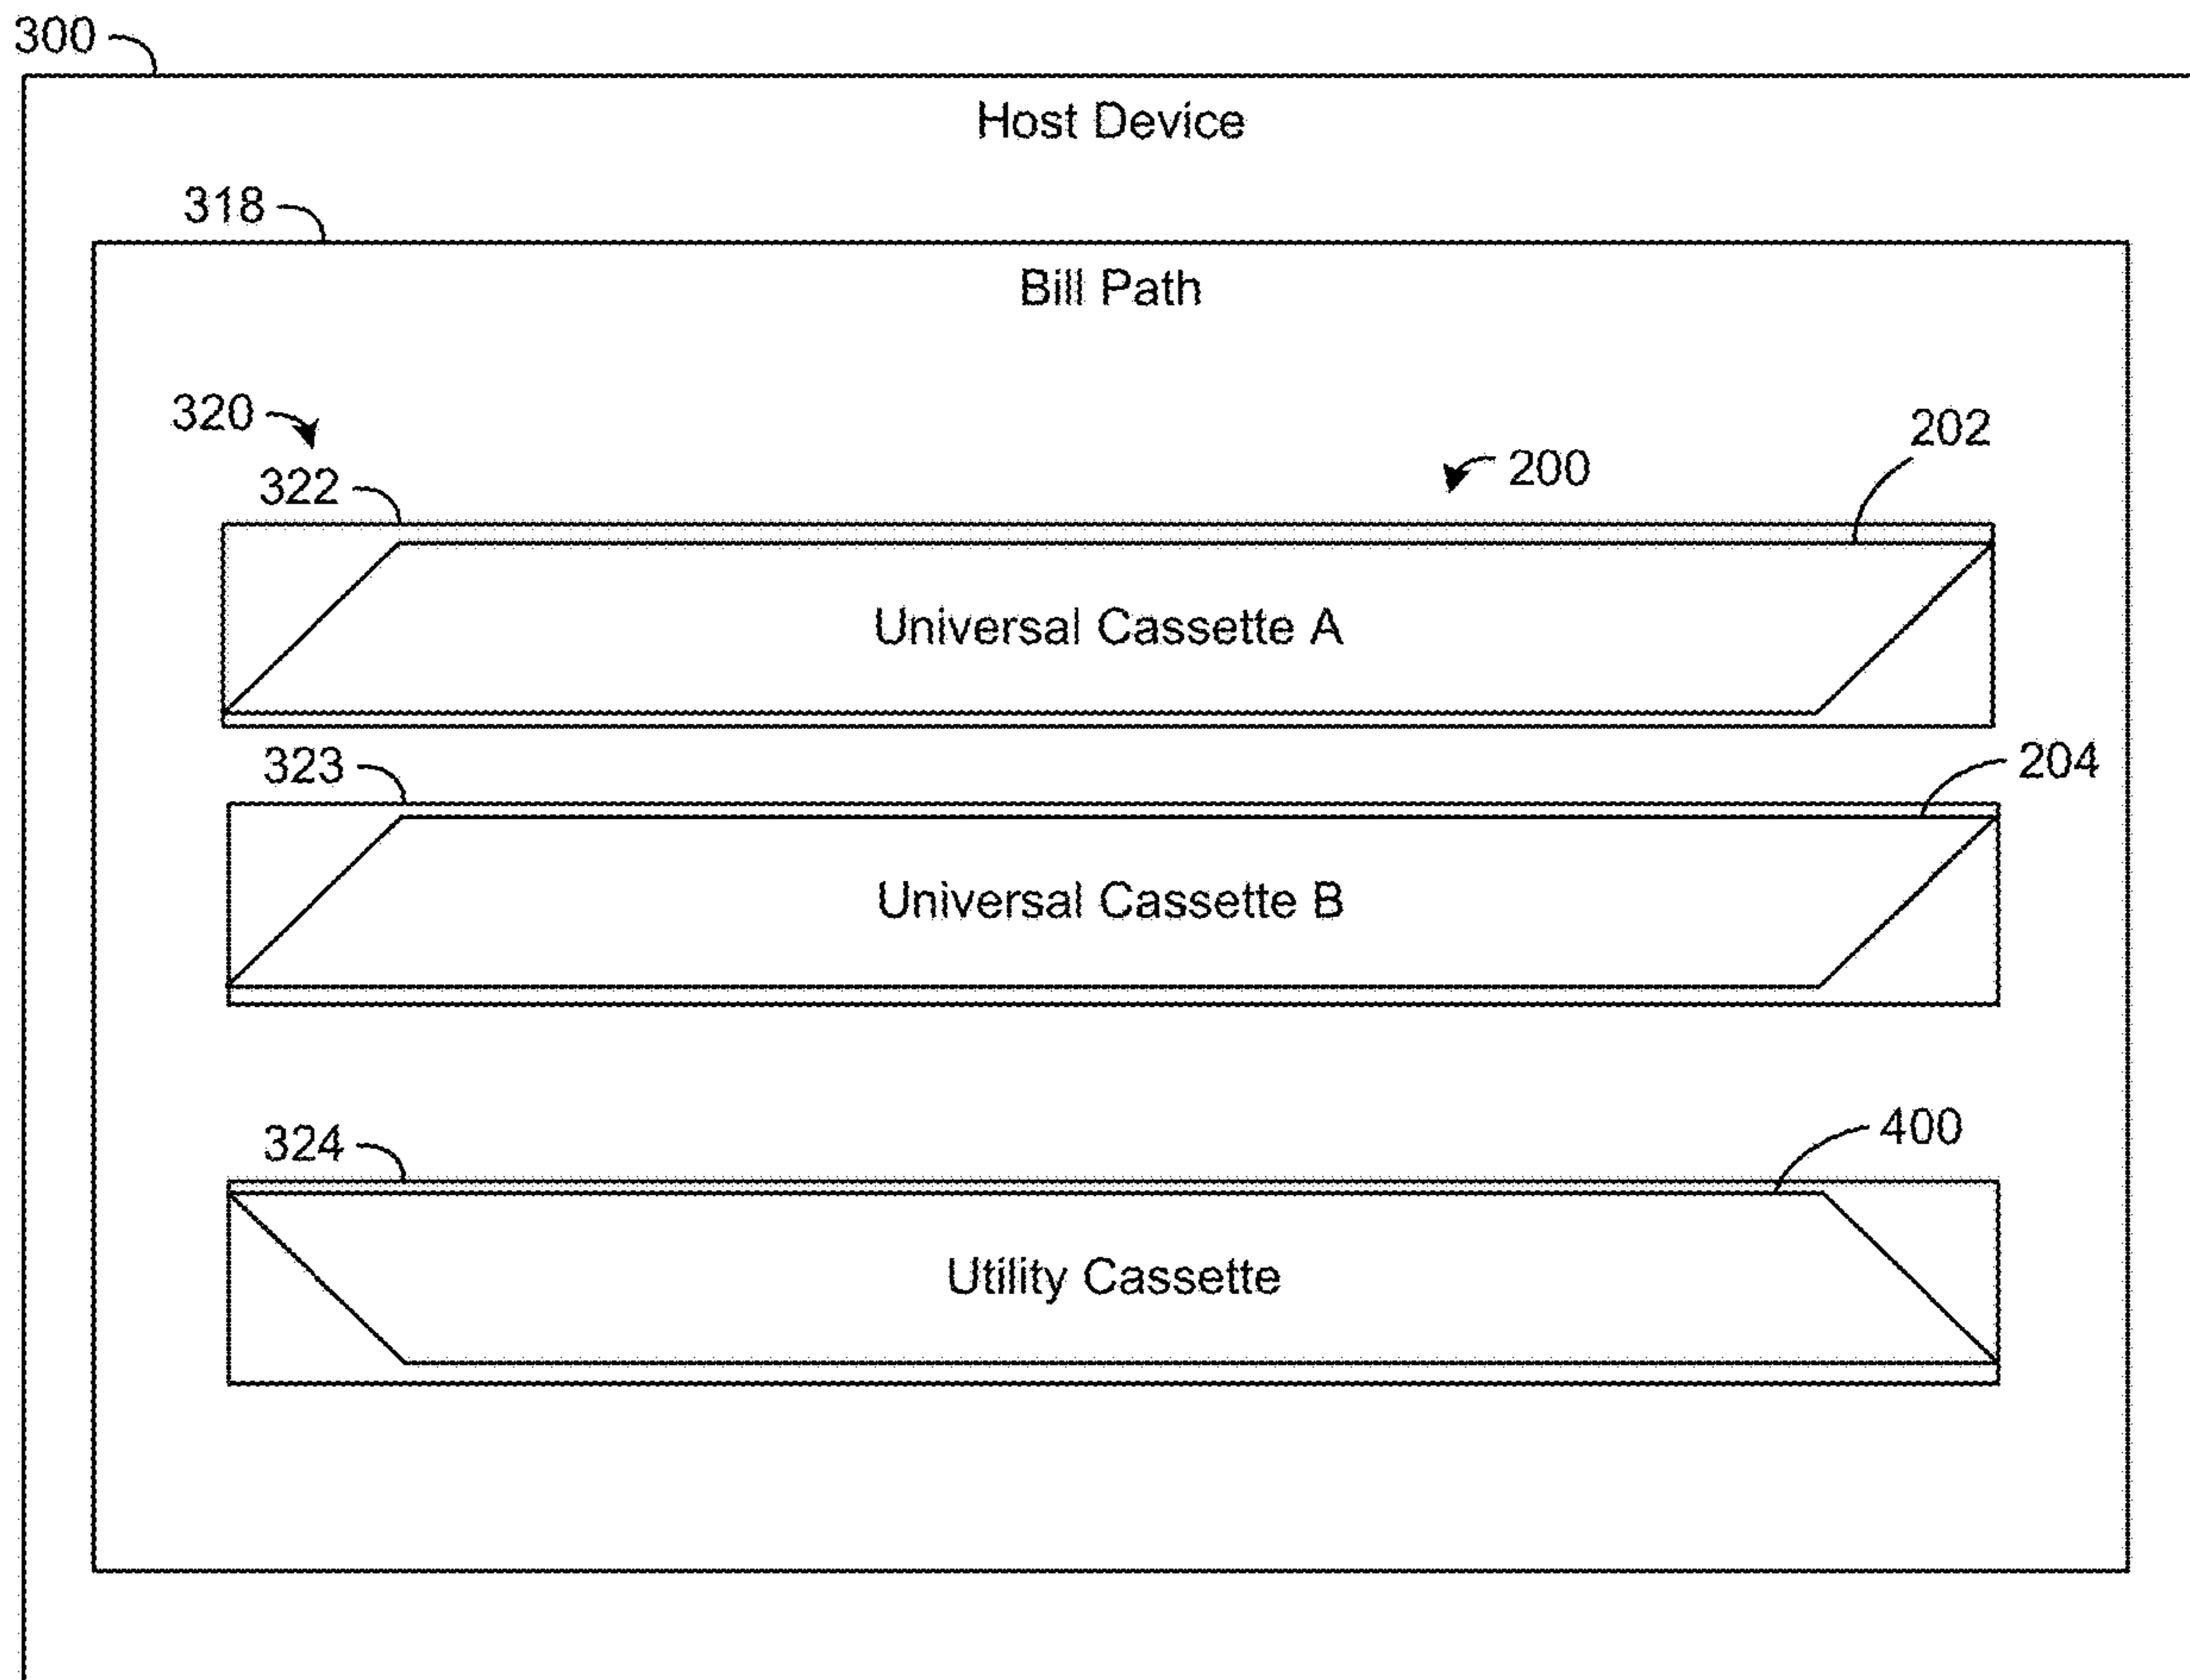 300
Host Device
318
Bill Path
320
202
200
322
Universal Cassette A
323
204
Universal Cassette B
324
400
Utility Cassette